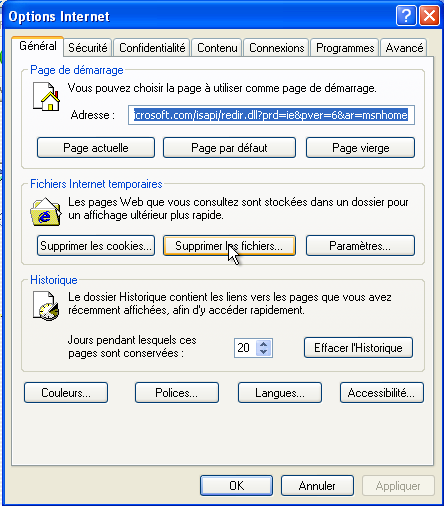 Options Internet
Général Sécurité Confidentialité Contenu Connexions Programmes Avancé
Page de démarrage
Vous pouvez choisir la page à utiliser comme page de démarrage.
Adresse : icrosoft.com/isapi/redir.dll?prd=ie&pver=6&ar=msnhome
Page actuelle Page par défaut Page vierge
Fichiers Internet temporaires
Les pages Web que vous consultez sont stockées dans un dossier pour
un affichage ultérieur plus rapide.
Supprimer les cookies... Supprimer les fichiers... Paramètres...
Historique
Le dossier Historique contient les liens vers les pages que vous avez
récemment affichées, afin d'y accéder rapidement.
Jours pendant lesquels ces
pages sont conservées : 20 Effacer l'Historique
Couleurs... Polices... Langues... Accessibilité...
OK Annuler Appliquer